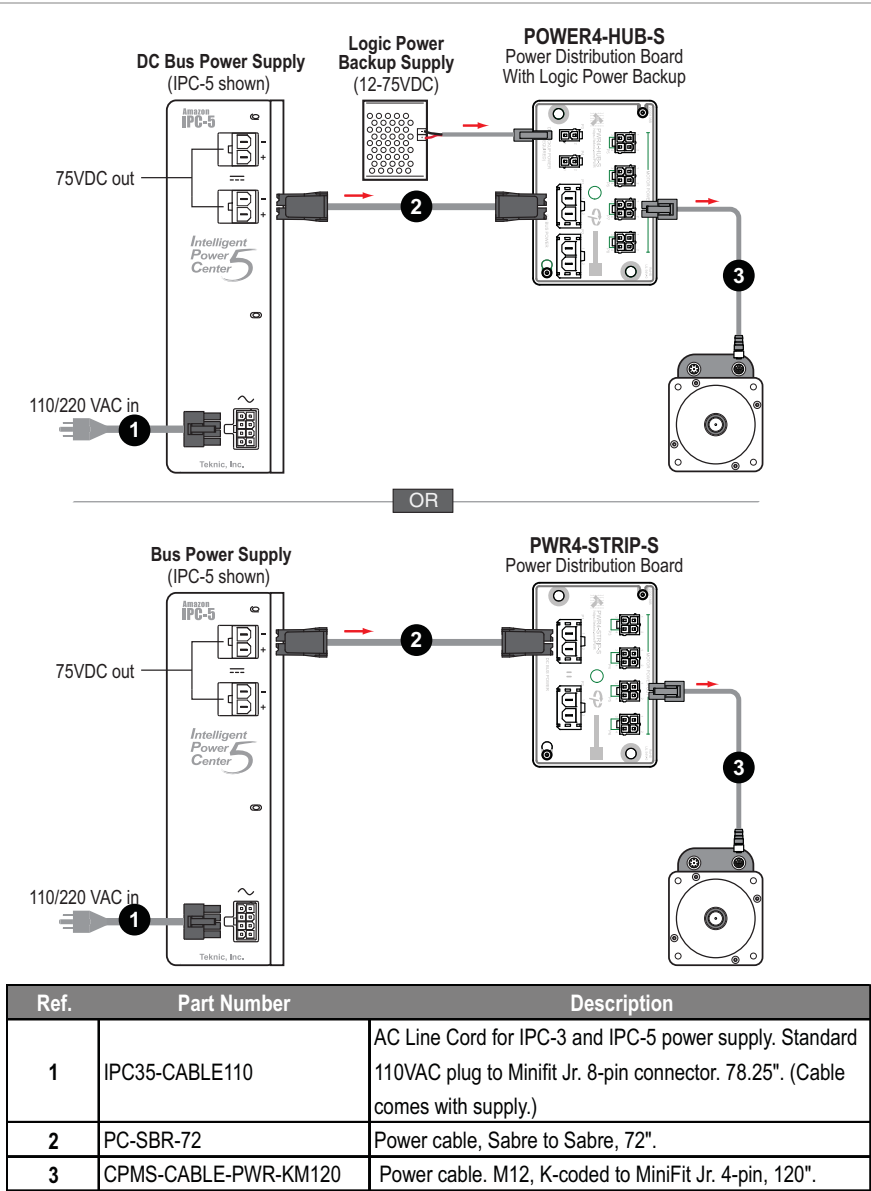 DC Bus Power Supply
(IPC-5 shown)
Logic Power
Backup Supply
(12-75VDC)
POWER4-HUB-S
Power Distribution Board
With Logic Power Backup
Amazon
IPC-5
PWR4-HUB-S
-
+
75VDC out
-
+
2
Intelligent
Power
Center 5
3
110/220 VAC in
1
Teknic, Inc.
OR
Bus Power Supply
(IPC-5 shown)
PWR4-STRIP-S
Power Distribution Board
Amazon
IPC-5
PWR4-STRIP-S
-
+
2
75VDC out
-
+
Intelligent
Power
Center 5
3
110/220 VAC in
1
Teknic, Inc.
Ref. Part Number Description
1 IPC35-CABLE110 AC Line Cord for IPC-3 and IPC-5 power supply. Standard
110VAC plug to Minifit Jr. 8-pin connector. 78.25". (Cable
comes with supply.)
2 PC-SBR-72 Power cable, Sabre to Sabre, 72".
3 CPMS-CABLE-PWR-KM120 Power cable. M12, K-coded to MiniFit Jr. 4-pin, 120".